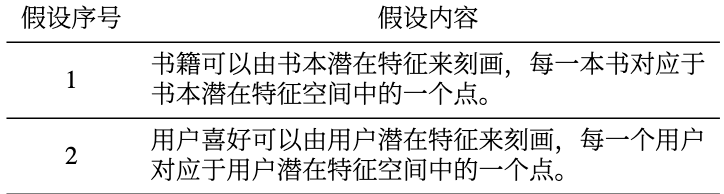 假设序号 假设内容
1 书籍可以由书本潜在特征来刻画，每一本书对应于
书本潜在特征空间中的一个点。
2 用户喜好可以由用户潜在特征来刻画，每一个用户
对应于用户潜在特征空间中的一个点。